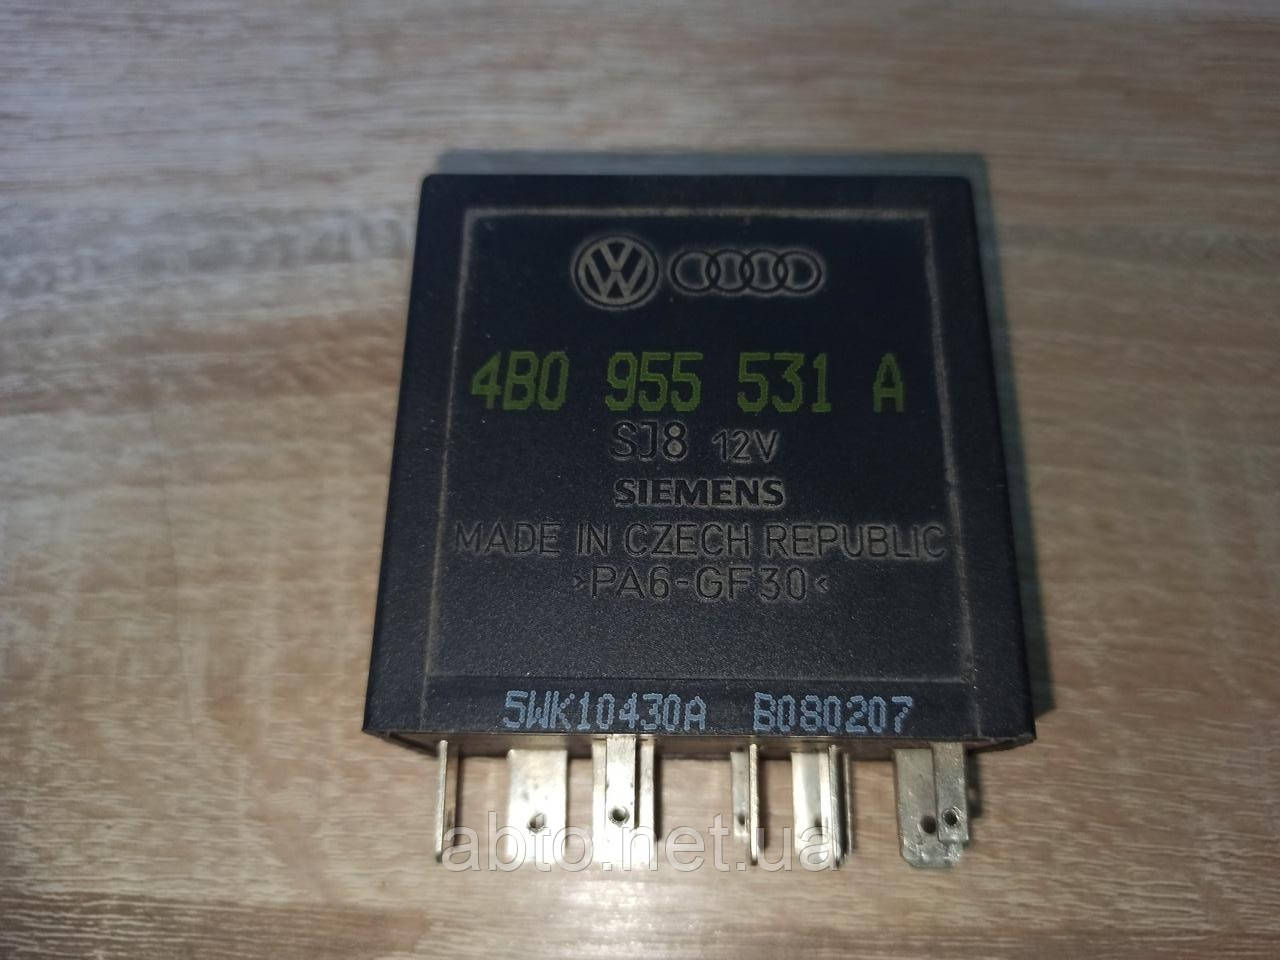 4B0 955 531 A
SJ8 12V
SIEMENS
MADE IN CZECH REPUBLIC
>PA6-GF30<
5WK10430A B080207
abto.net.ua